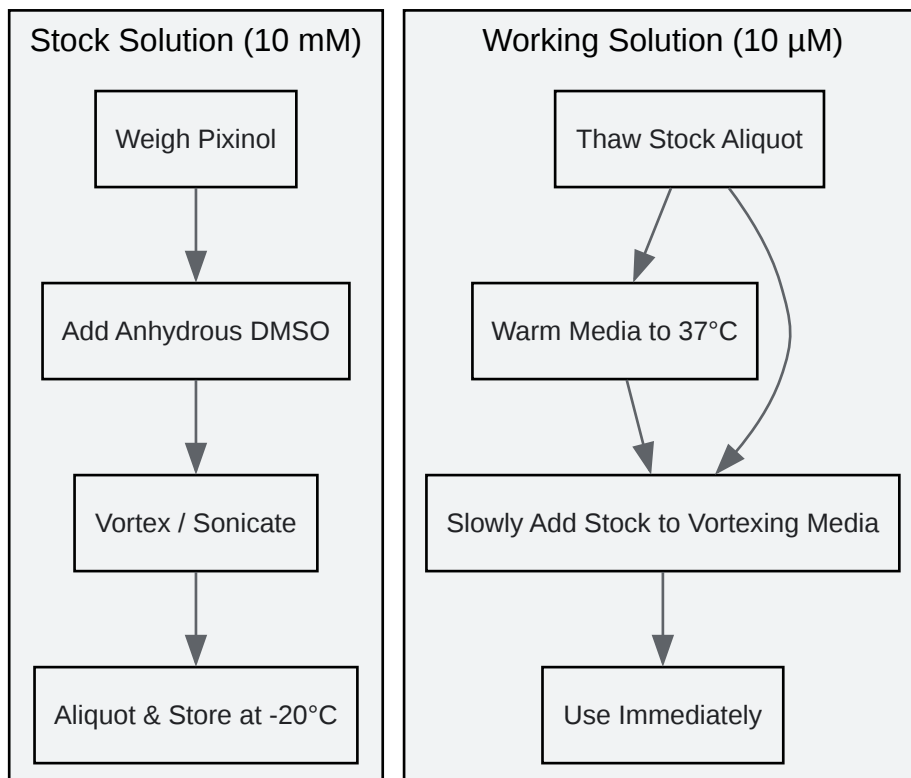 Stock Solution (10 mM)
Weigh Pixinol
Add Anhydrous DMSO
Vortex / Sonicate
Aliquot & Store at -20°C
Working Solution (10 µM)
Thaw Stock Aliquot
Warm Media to 37°C
Slowly Add Stock to Vortexing Media
Use Immediately